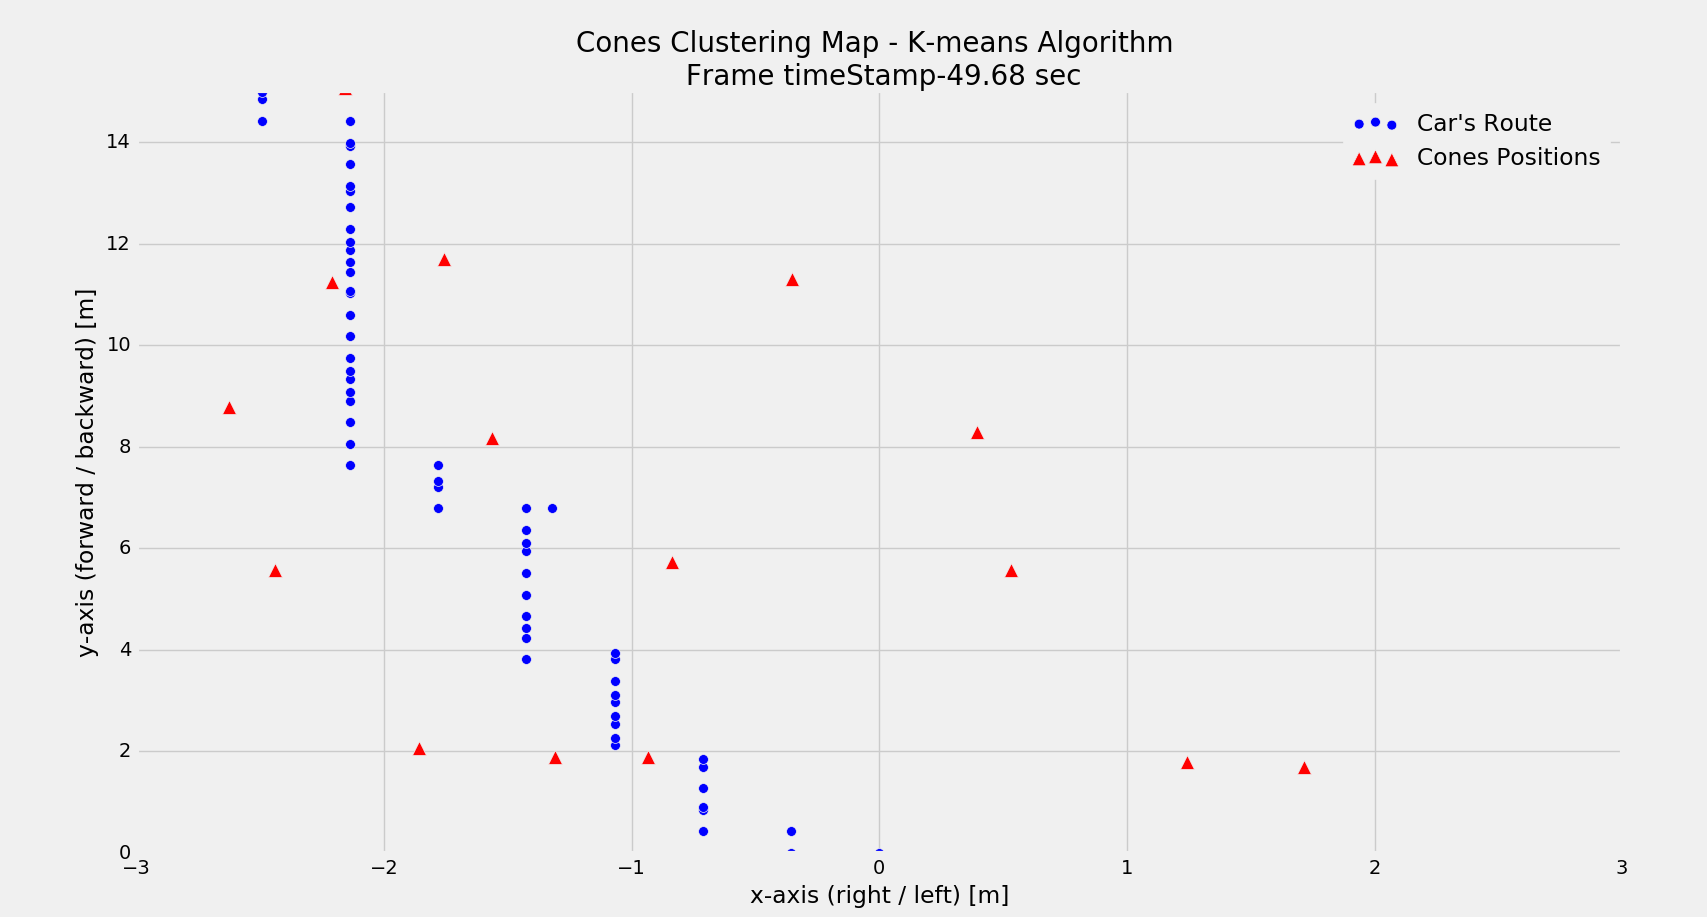 Cones Clustering Map - K-means Algorithm
Frame timeStamp-49.68 sec
Car's Route
Cones Positions
14
12
10
8
6
4
2
0
y-axis (forward / backward) [m]
−3 −2 −1 0 1 2 3
x-axis (right / left) [m]